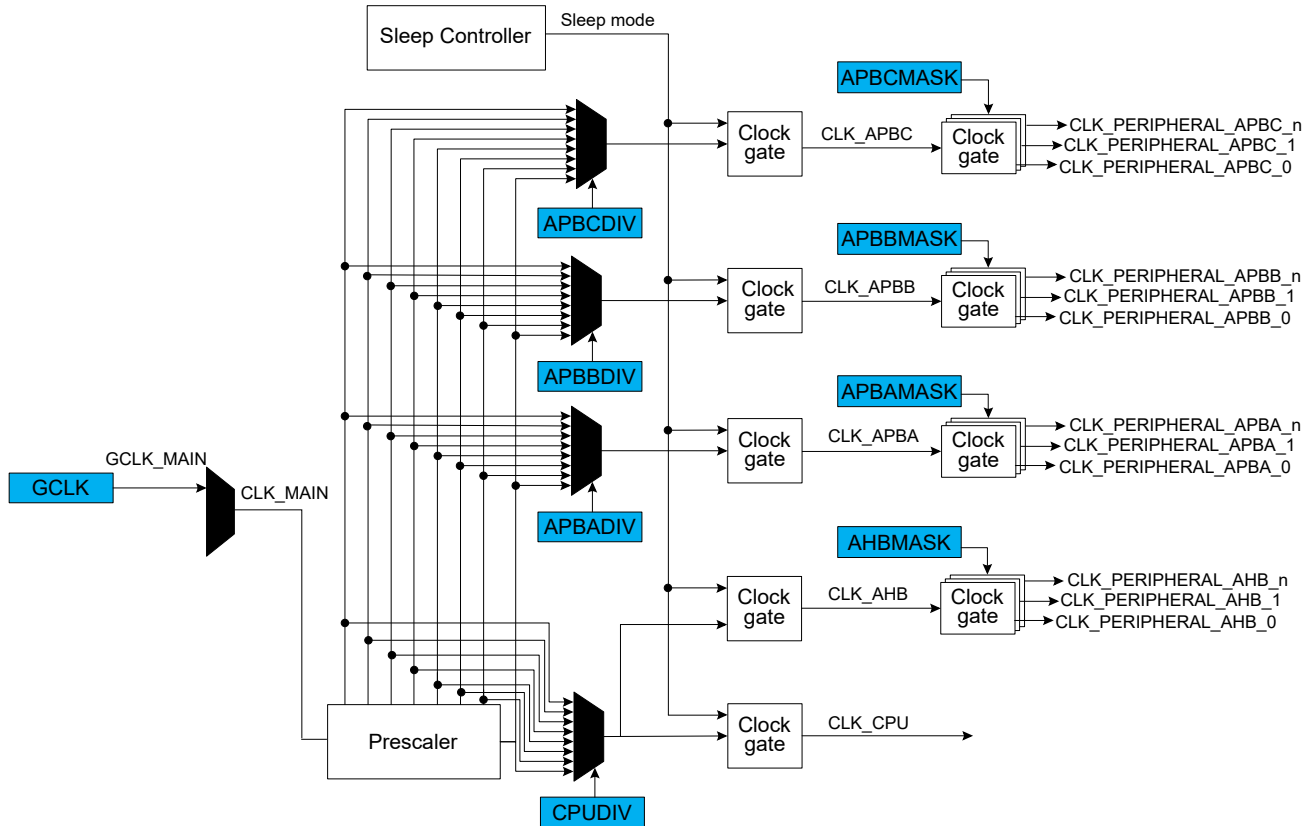 Sleep Controller
Sleep mode
APBCMASK
Clock
gate
CLK_APBC
Clock
gate
CLK_PERIPHERAL_APBC_n
CLK_PERIPHERAL_APBC_1
CLK_PERIPHERAL_APBC_0
APBCDIV
APBBMASK
Clock
gate
CLK_APBB
Clock
gate
CLK_PERIPHERAL_APBB_n
CLK_PERIPHERAL_APBB_1
CLK_PERIPHERAL_APBB_0
APBBDIV
APBAMASK
Clock
gate
CLK_APBA
Clock
gate
CLK_PERIPHERAL_APBA_n
CLK_PERIPHERAL_APBA_1
CLK_PERIPHERAL_APBA_0
GCLK_MAIN
GCLK
CLK_MAIN
APBADIV
AHBMASK
Clock
gate
CLK_AHB
Clock
gate
CLK_PERIPHERAL_AHB_n
CLK_PERIPHERAL_AHB_1
CLK_PERIPHERAL_AHB_0
Prescaler
Clock
gate
CLK_CPU
CPUDIV